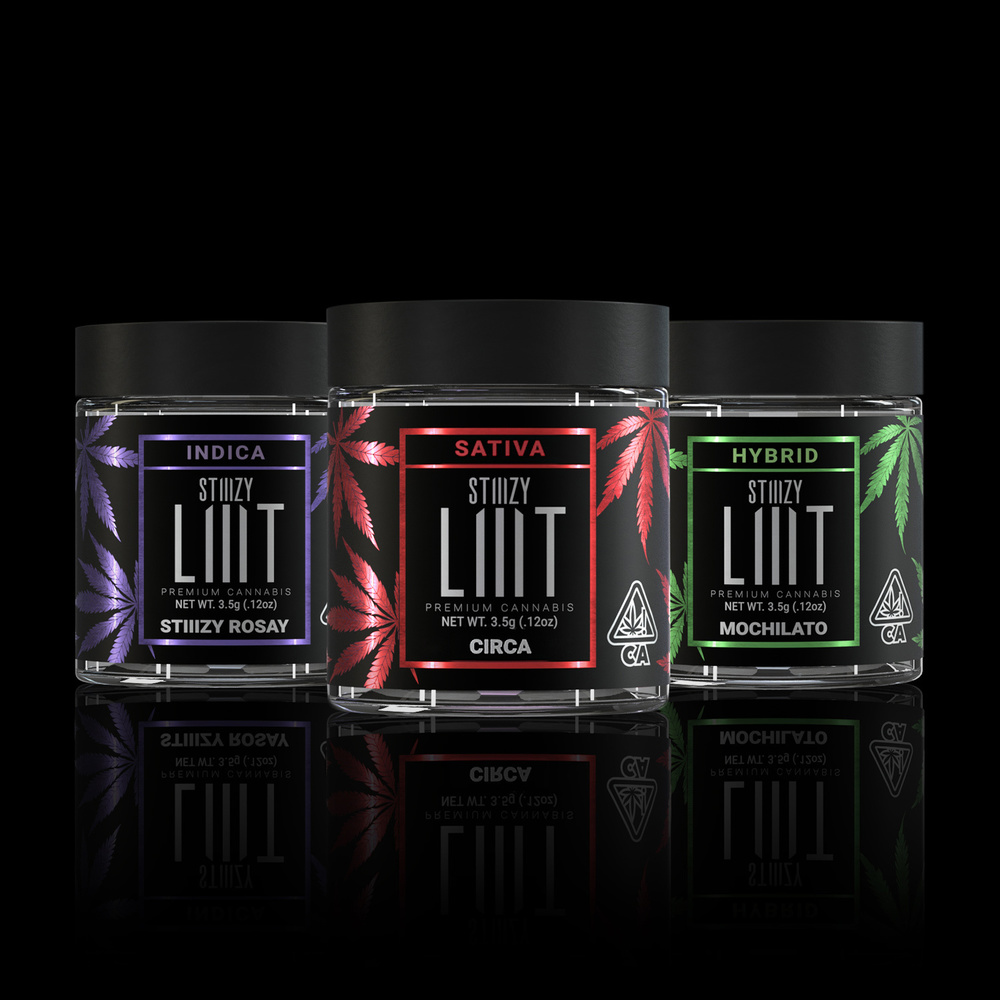 INDICA
STIIIZY
LIIIT
PREMIUM CANNABIS
NET WT. 3.5g (.12oz)
STIIIZY ROSAY
SATIVA
STIIIZY
LIIIT
PREMIUM CANNABIS
NET WT. 3.5g (.12oz)
CIRCA
CA
HYBRID
STIIIZY
LIIIT
PREMIUM CANNABIS
NET WT. 3.5g (.12oz)
MOCHILATO
CA